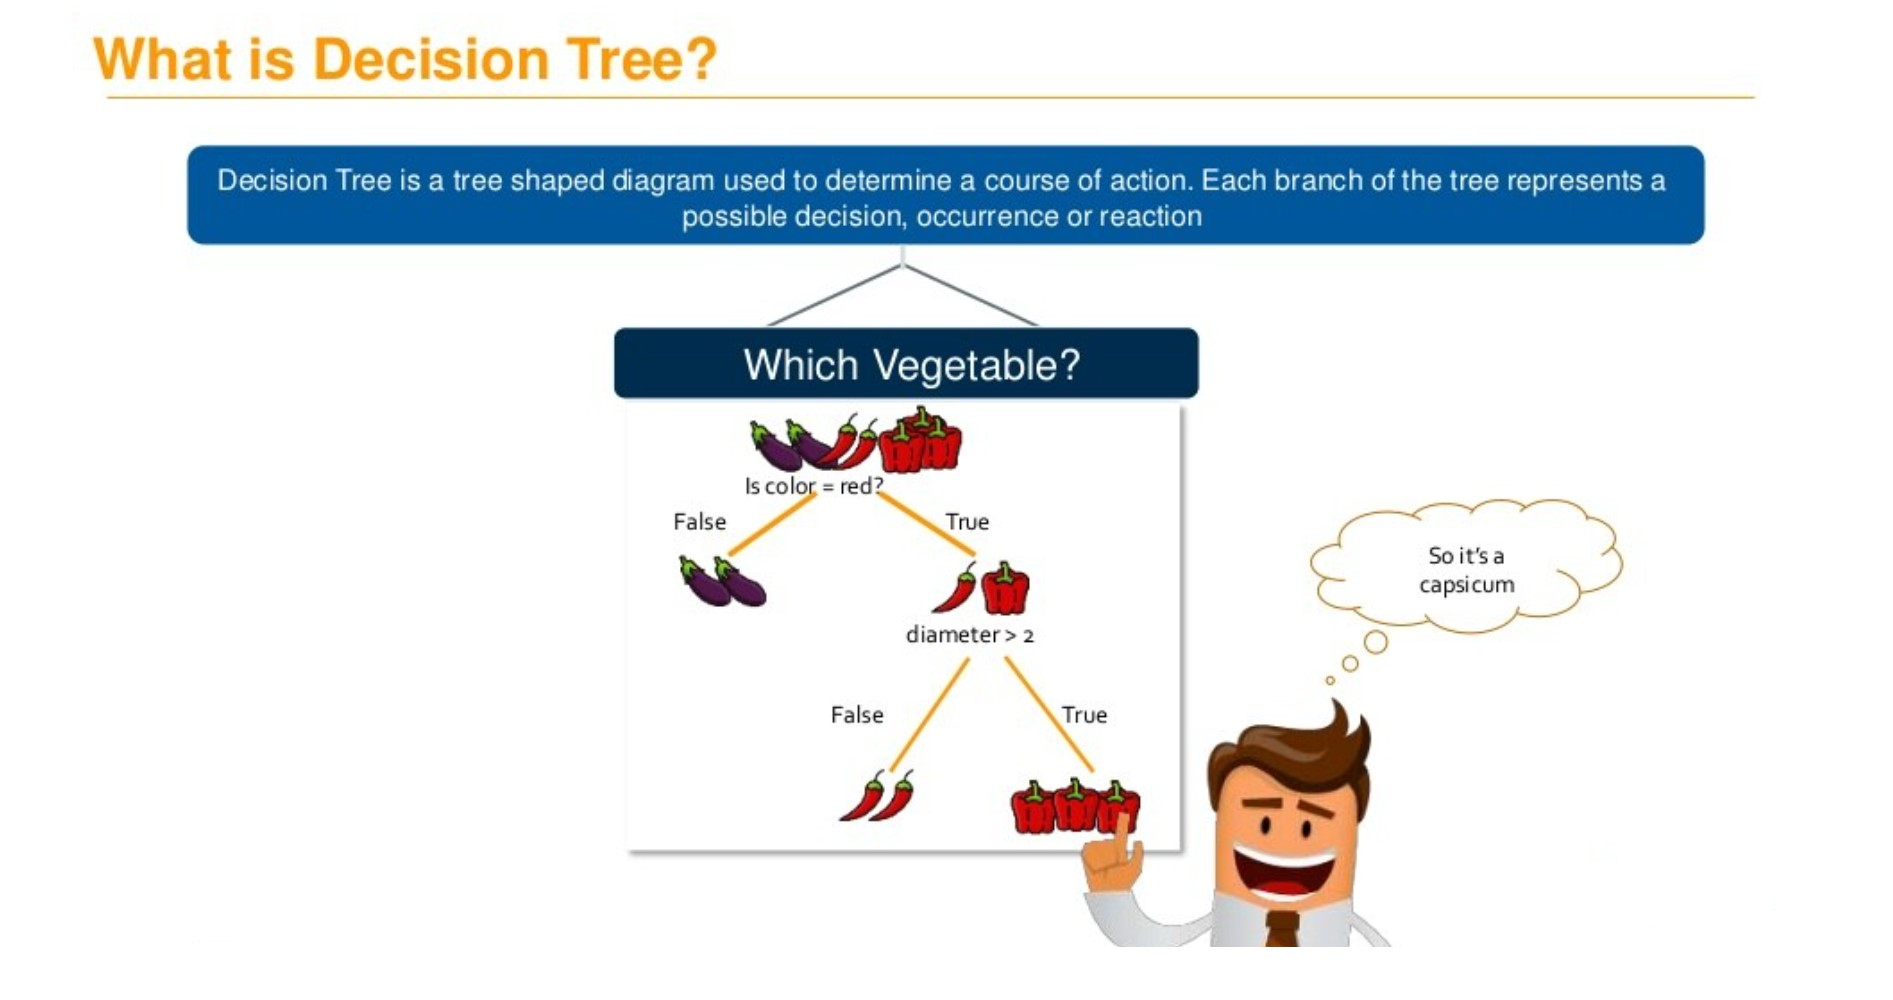 What is Decision Tree?
Decision Tree is a tree shaped diagram used to determine a course of action. Each branch of the tree represents a
possible decision, occurrence or reaction
Which Vegetable?
Is color = red?
False
True
So it's a
capsicum
diameter > 2
False
True